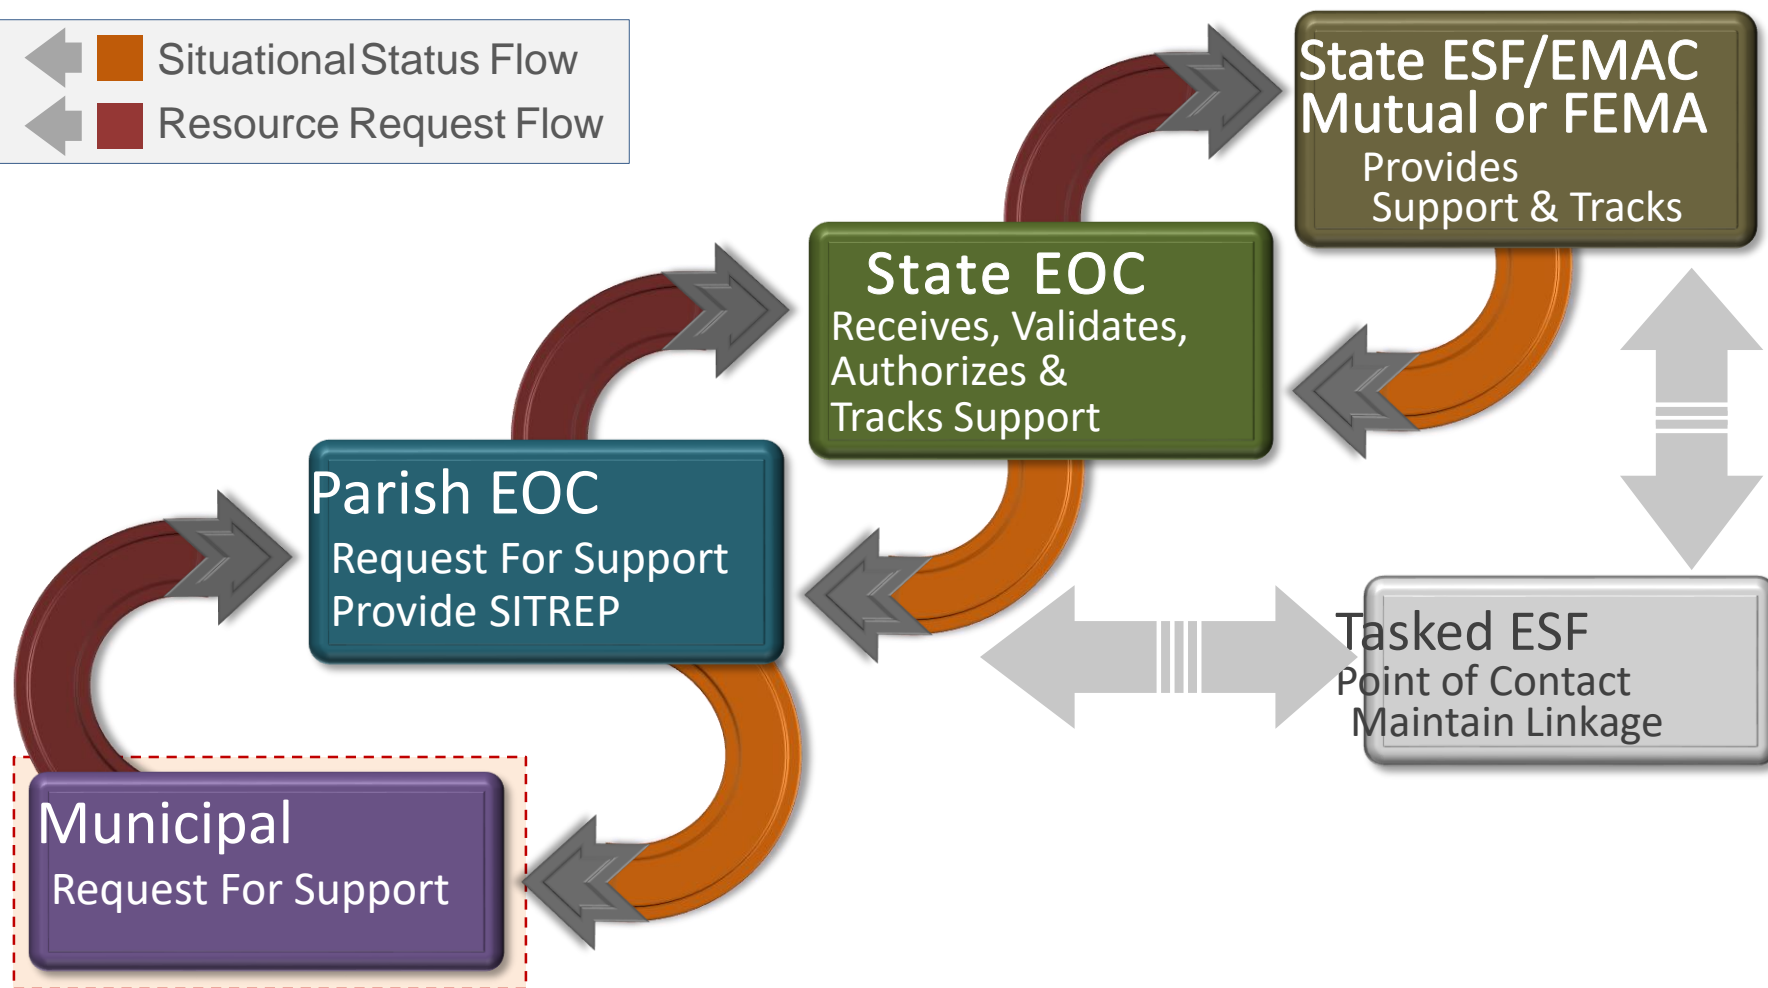 Situational Status Flow
Resource Request Flow
State ESF/EMAC
Mutual or FEMA
Provides
Support & Tracks
State EOC
Receives, Validates,
Authorizes &
Tracks Support
Parish EOC
Request For Support
Provide SITREP
Tasked ESF
Point of Contact
Maintain Linkage
Municipal
Request For Support